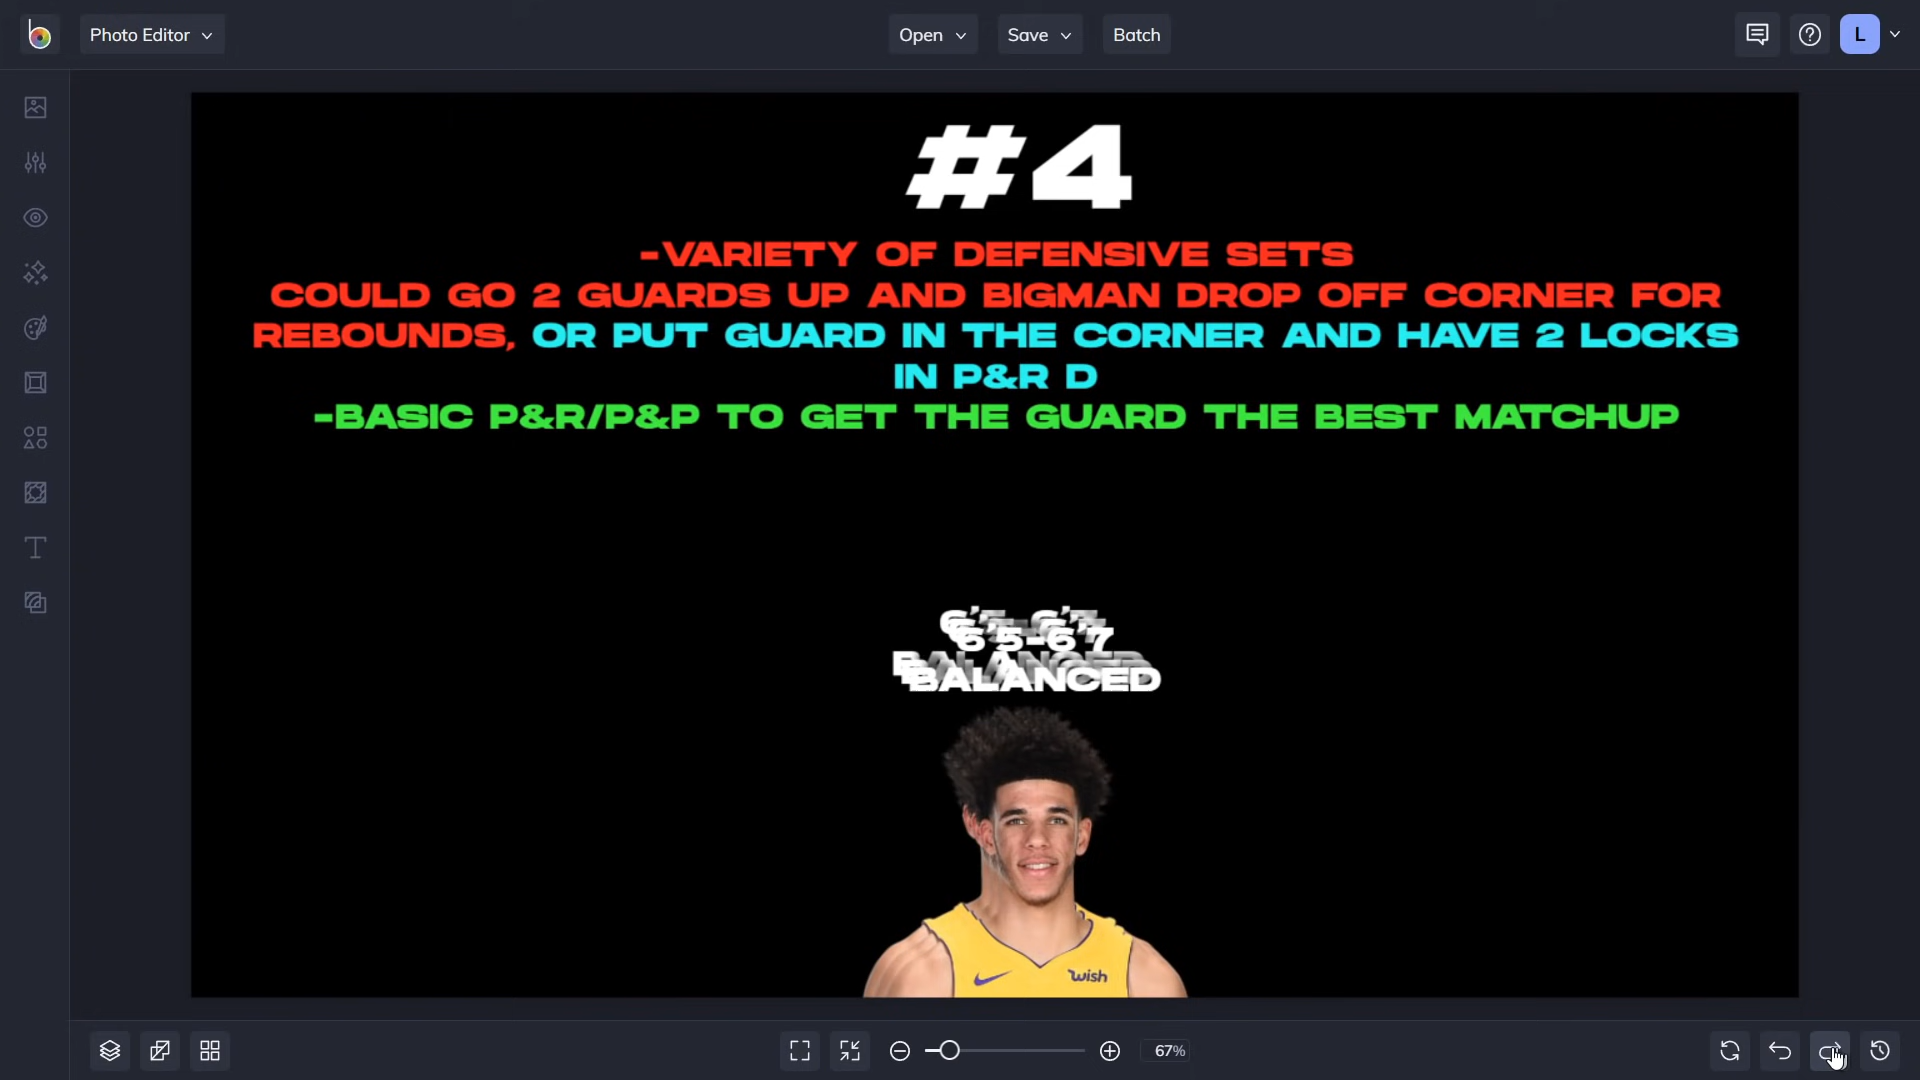 Photo Editor
Open
Save
Batch
L
#4
-VARIETY OF DEFENSIVE SETS
COULD GO 2 GUARDS UP AND BIGMAN DROP OFF CORNER FOR
REBOUNDS, OR PUT GUARD IN THE CORNER AND HAVE 2 LOCKS
IN P&R D
-BASIC P&R/P&P TO GET THE GUARD THE BEST MATCHUP
6'5-6'7
BALANCED
wish
67%